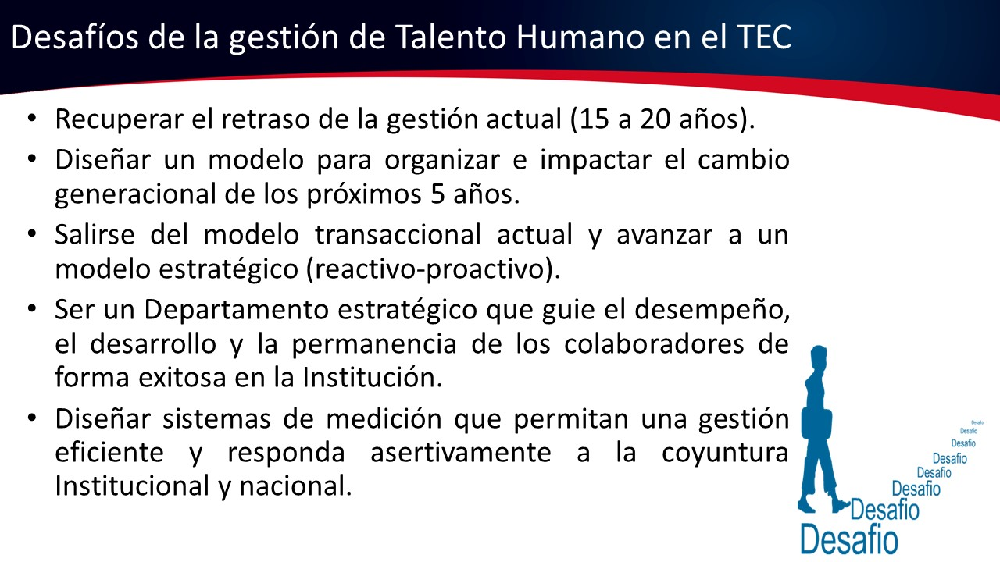 Desafíos de la gestión de Talento Humano en el TEC
• Recuperar el retraso de la gestión actual (15 a 20 años).
• Diseñar un modelo para organizar e impactar el cambio
generacional de los próximos 5 años.
• Salirse del modelo transaccional actual y avanzar a un
modelo estratégico (reactivo-proactivo).
• Ser un Departamento estratégico que guie el desempeño,
el desarrollo y la permanencia de los colaboradores de
forma exitosa en la Institución.
• Diseñar sistemas de medición que permitan una gestión
eficiente y responda asertivamente a la coyuntura
Institucional y nacional.
Desafio
Desafio
Desafio
Desafio
Desafio
Desafio
Desafio
Desafio